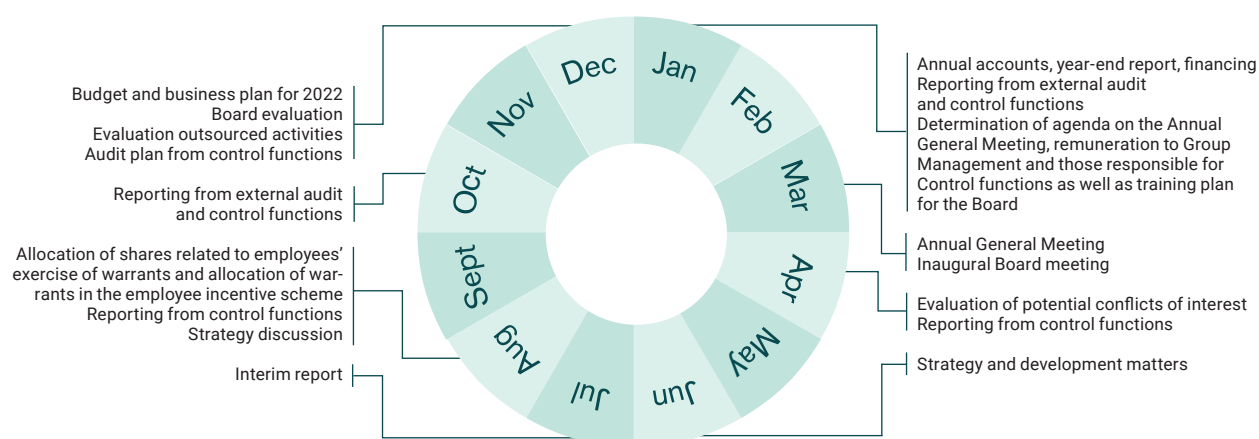 Dec
Jan
Feb
Mar
Apr
May
Jun
Jul
Aug
Sept
Oct
Nov
Annual accounts, year-end report, financing
Reporting from external audit
and control functions
Determination of agenda on the Annual
General Meeting, remuneration to Group
Management and those responsible for
Control functions as well as training plan
for the Board
Annual General Meeting
Inaugural Board meeting
Evaluation of potential conflicts of interest
Reporting from control functions
Strategy and development matters
Interim report
Allocation of shares related to employees’
exercise of warrants and allocation of war-
rants in the employee incentive scheme
Reporting from control functions
Strategy discussion
Reporting from external audit
and control functions
Budget and business plan for 2022
Board evaluation
Evaluation outsourced activities
Audit plan from control functions